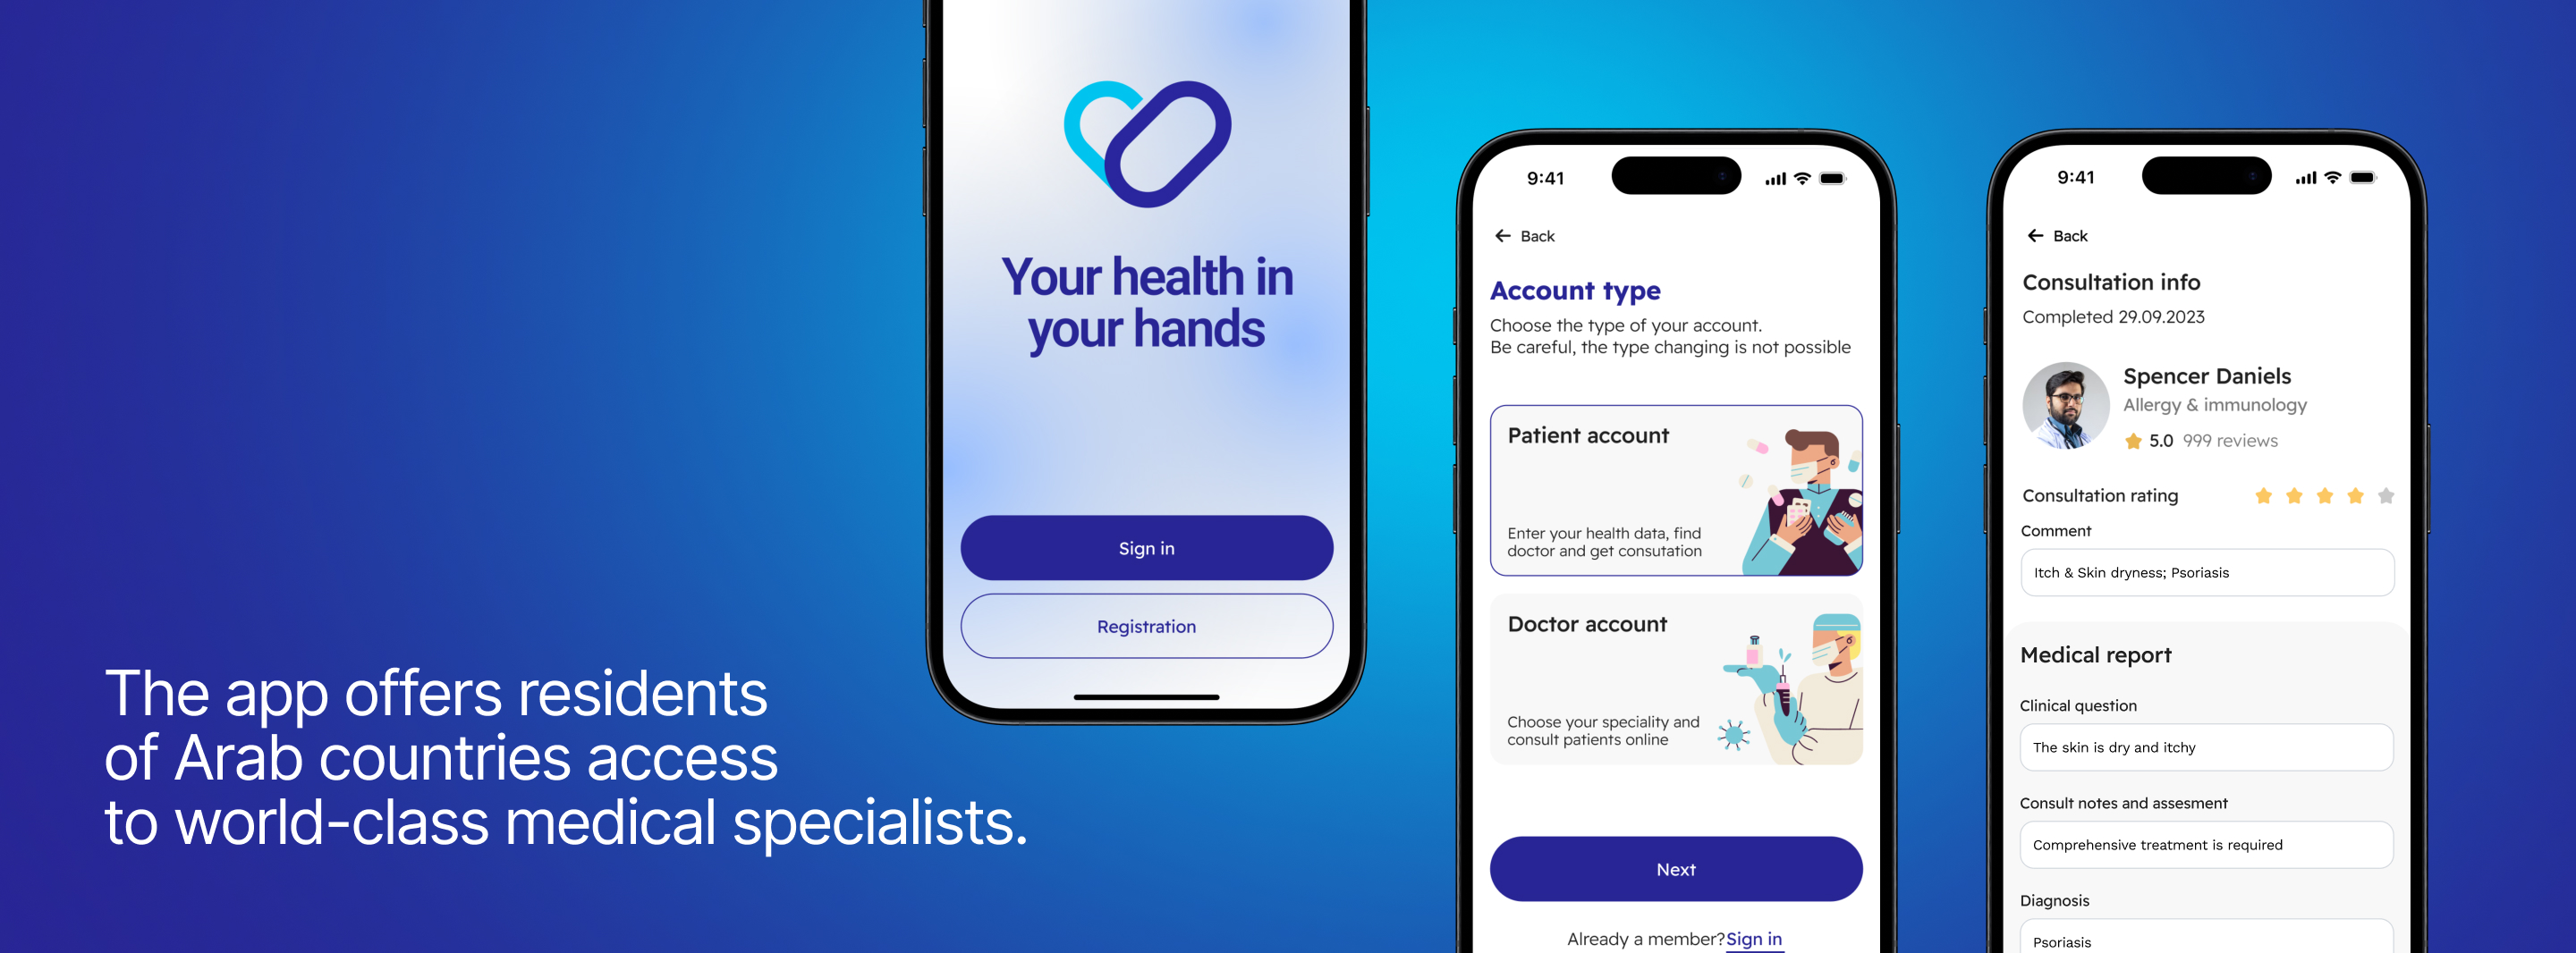 The app offers residents
of Arab countries access
to world-class medical specialists.
Your health in
your hands
Sign in
Registration
9:41
Back
Account type
Choose the type of your account.
Be careful, the type changing is not possible
Patient account
Enter your health data, find
doctor and get consutation
Doctor account
Choose your speciality and
consult patients online
Next
Already a member?Sign in
9:41
Back
Consultation info
Completed 29.09.2023
Spencer Daniels
Allergy & immunology
5.0 999 reviews
Consultation rating
Comment
Itch & Skin dryness; Psoriasis
Medical report
Clinical question
The skin is dry and itchy
Consult notes and assesment
Comprehensive treatment is required
Diagnosis
Psoriasis